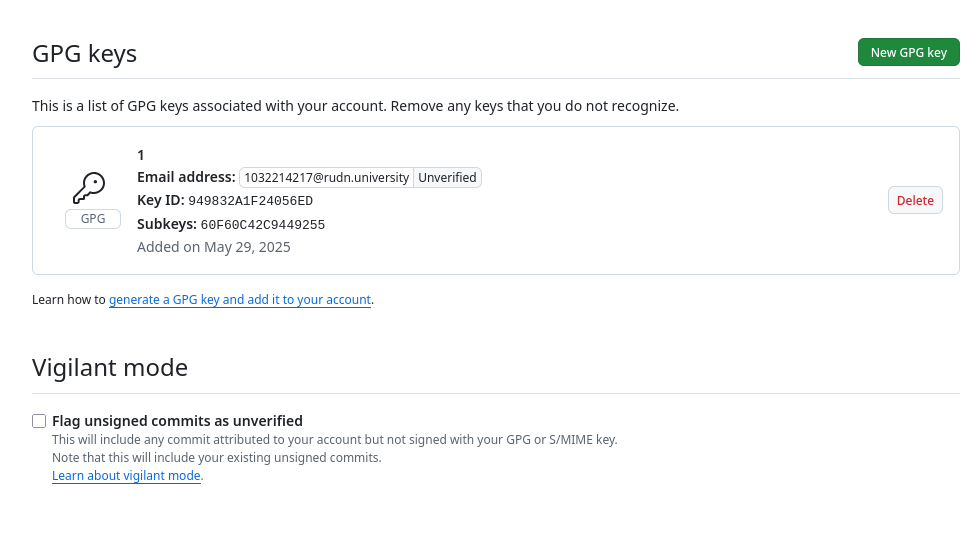 GPG keys
New GPG key
This is a list of GPG keys associated with your account. Remove any keys that you do not recognize.
1
Email address: 1032214217@rudn.university Unverified
Key ID: 949832A1F24056ED
GPG
Subkeys: 60F60C42C9449255
Added on May 29, 2025
Delete
Learn how to generate a GPG key and add it to your account.
Vigilant mode
Flag unsigned commits as unverified
This will include any commit attributed to your account but not signed with your GPG or S/MIME key.
Note that this will include your existing unsigned commits.
Learn about vigilant mode.